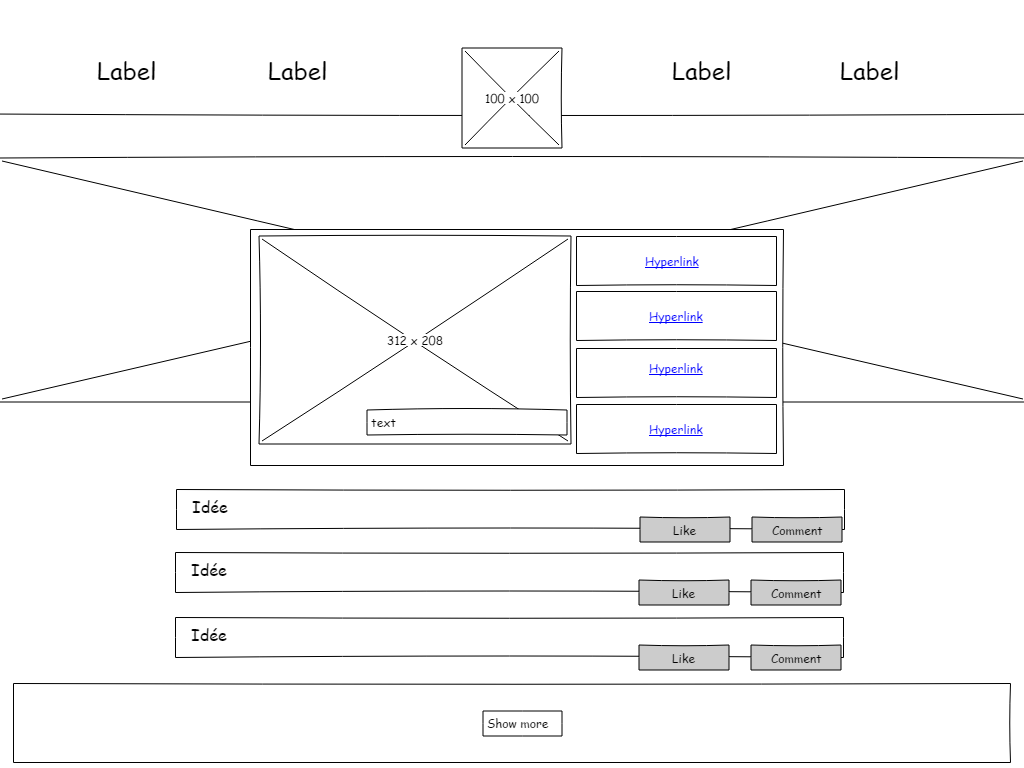 Label
Label
100 x 100
Label
Label
312 x 208
text
Hyperlink
Hyperlink
Hyperlink
Hyperlink
Idée
Like
Comment
Idée
Like
Comment
Idée
Like
Comment
Show more